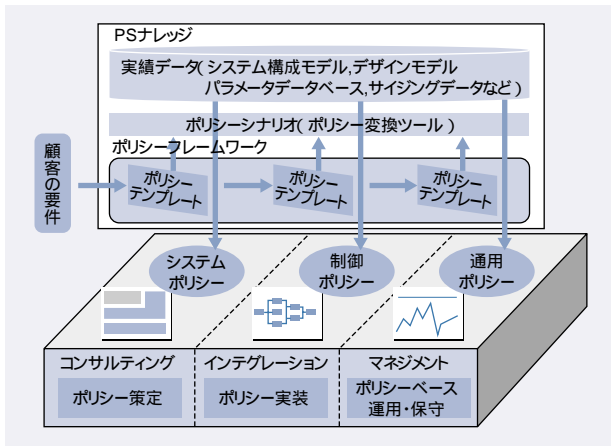 PSナレッジ
実績データ(システム構成モデル,デザインモデル
パラメータデータベース,サイジングデータなど)
ポリシーシナリオ(ポリシー変換ツール)
ポリシーフレームワーク
顧客の要件
ポリシー
テンプレート
ポリシー
テンプレート
ポリシー
テンプレート
システム
ポリシー
制御
ポリシー
通用
ポリシー
コンサルティング
インテグレーション
マネジメント
ポリシー策定
ポリシー実装
ポリシーベース
運用・保守